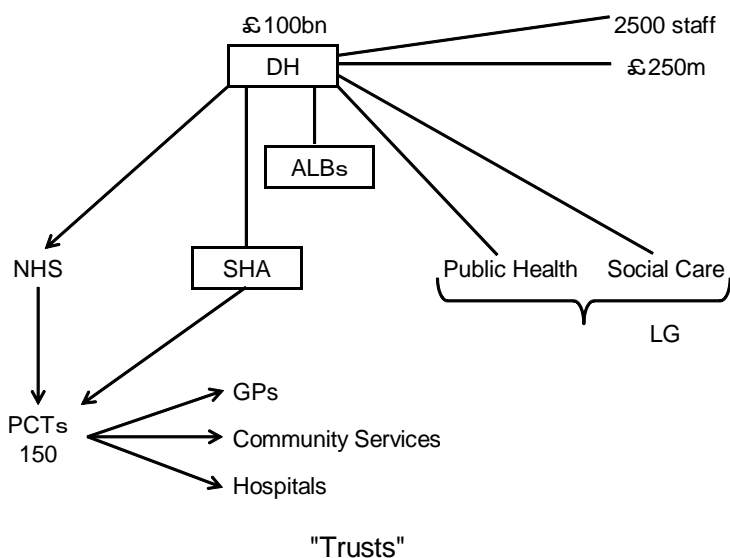 £100bn
2500 staff
DH
£250m
ALBs
NHS
SHA
Public Health
Social Care
LG
GPs
PCTs
150
Community Services
Hospitals
"Trusts"